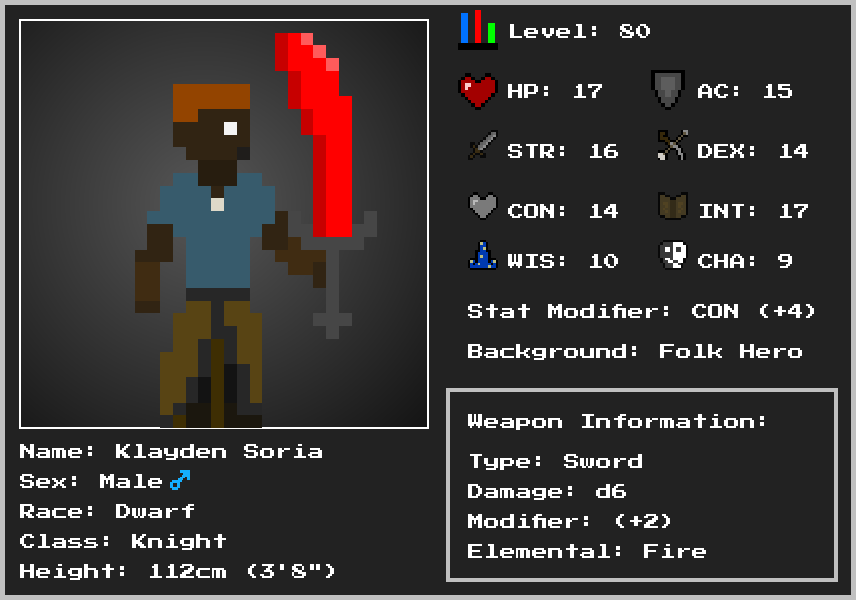 Level: 80
HP: 17 AC: 15
STR: 16 DEX: 14
CON: 14 INT: 17
WIS: 10 CHA: 9
Stat Modifier: CON (+4)
Background: Folk Hero
Weapon Information:
Type: Sword
Damage: d6
Modifier: (+2)
Elemental: Fire
Name: Klayden Soria
Sex: Male♂
Race: Dwarf
Class: Knight
Height: 112cm (3'8")